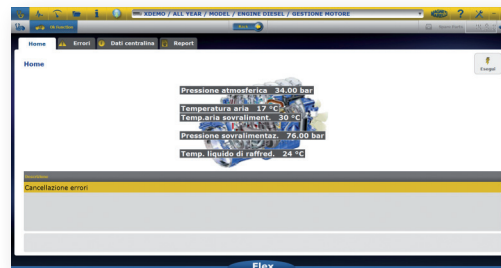 XDEMO / ALL YEAR / MODEL / ENGINE DIESEL / GESTIONE MOTORE
Home
Errori
Dati centralina
Report
Home
Esegui
Pressione atmosferica 34.00 bar
Temperatura aria 17 °C
Temp.aria sovraliment. 30 °C
Pressione sovralimentaz. 76.00 bar
Temp. liquido di raffred. 24 °C
Cancellazione errori
Flex